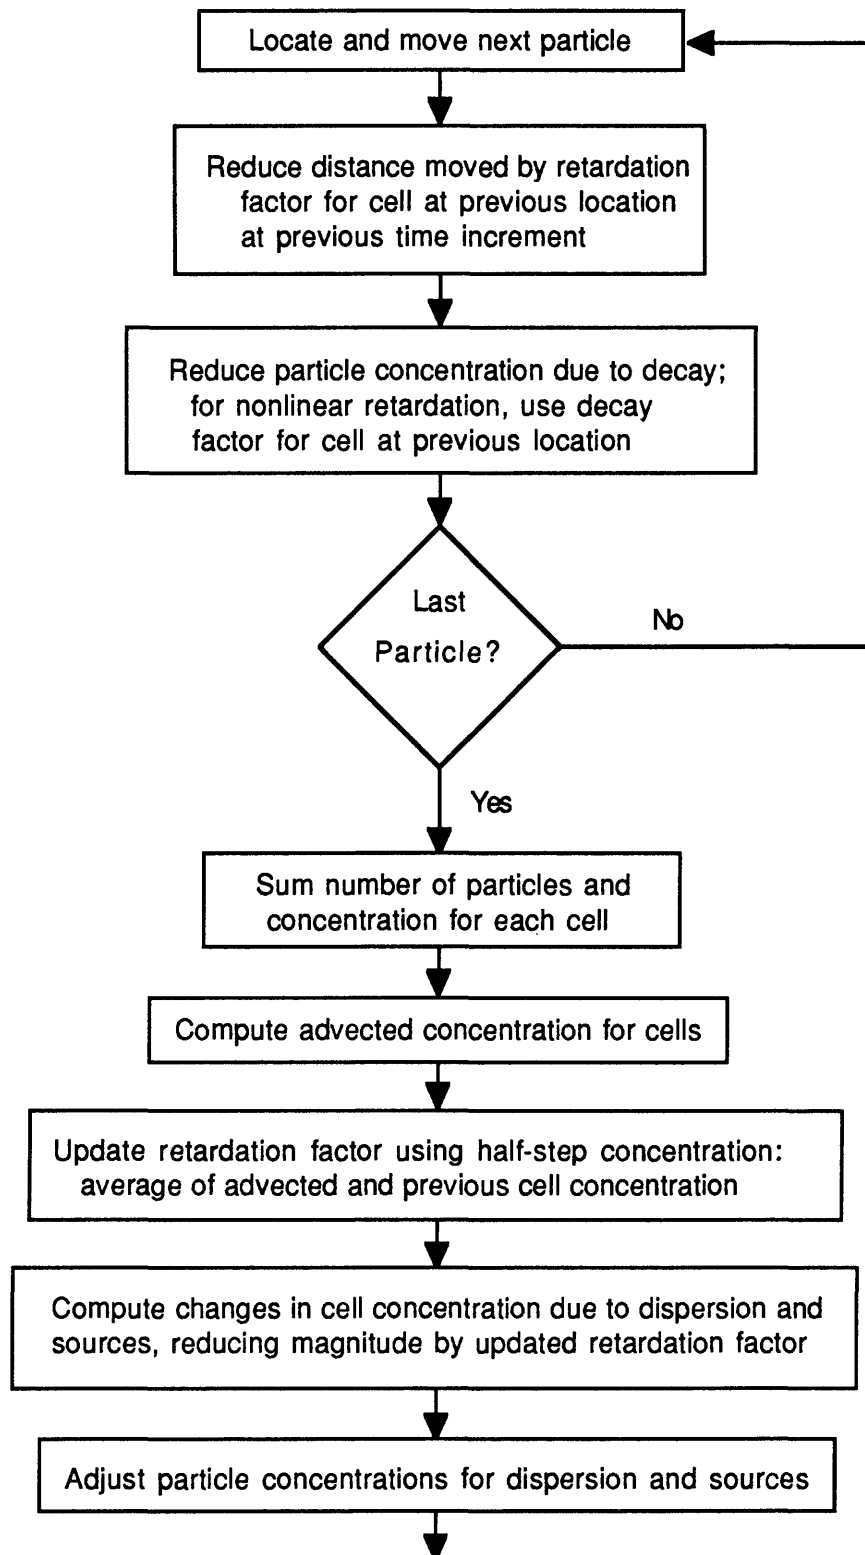 Locate and move next particle
Reduce distance moved by retardation
factor for cell at previous location
at previous time increment
Reduce particle concentration due to decay;
for nonlinear retardation, use decay
factor for cell at previous location
Last
Particle?
No
Yes
Sum number of particles and
concentration for each cell
Compute advected concentration for cells
Update retardation factor using half-step concentration:
average of advected and previous cell concentration
Compute changes in cell concentration due to dispersion and
sources, reducing magnitude by updated retardation factor
Adjust particle concentrations for dispersion and sources